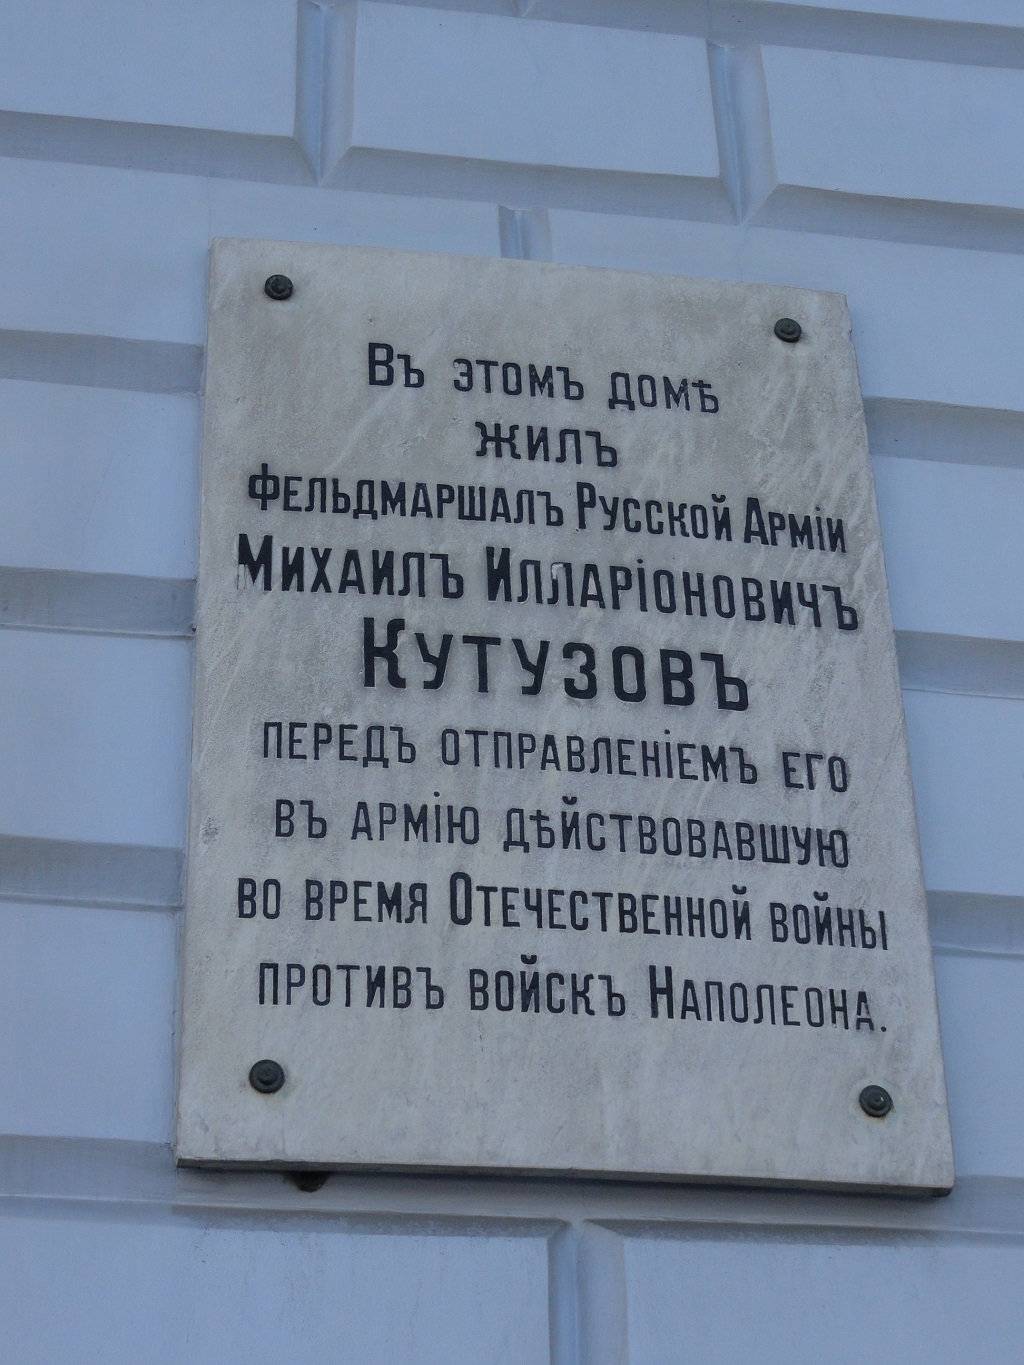 Въ этомъ домѣ
жилъ
фельдмаршалъ Русской Арміи
Михаилъ Илларіоновичъ
Кутузовъ
передъ отправленіемъ его
въ армію дѣйствовавшую
во время Отечественной войны
противъ войскъ Наполеона.